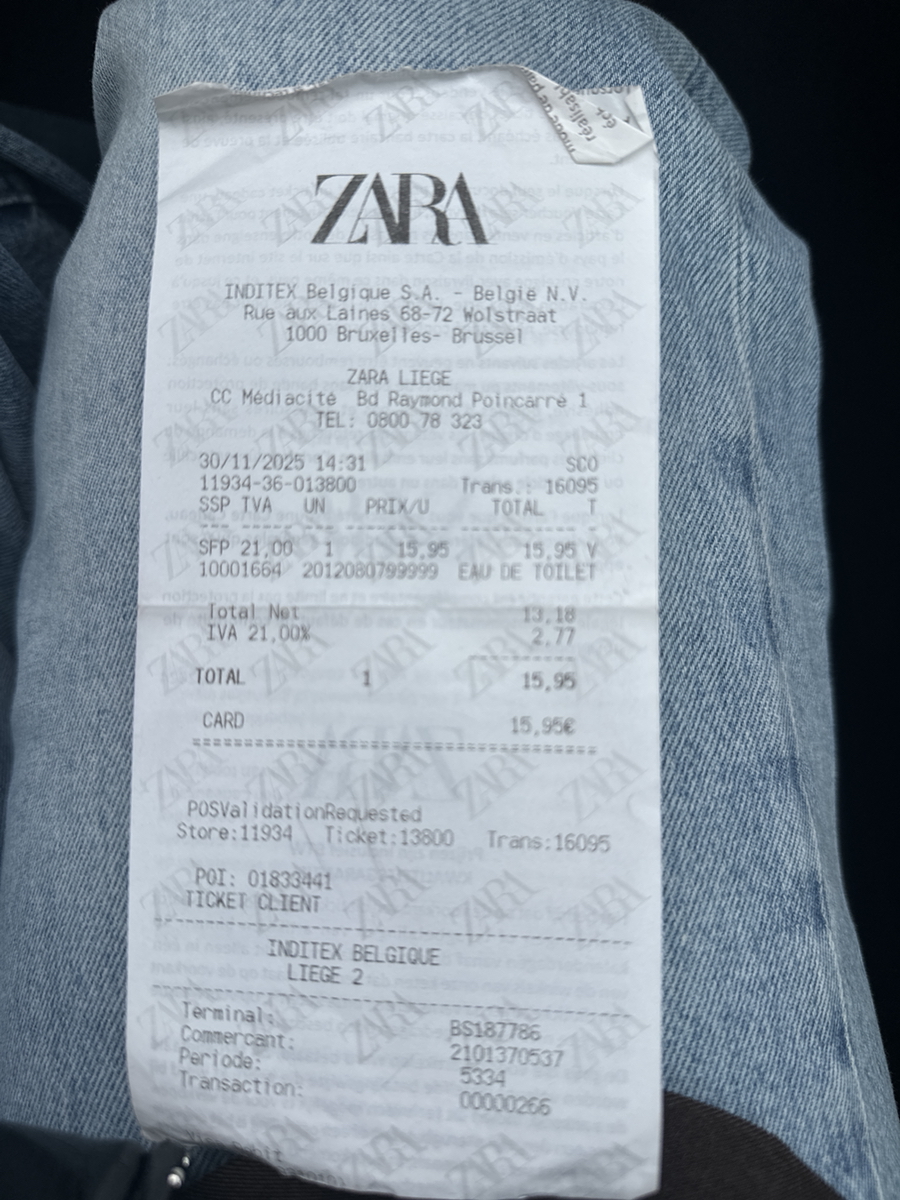 ZARA
INDITEX Belgique S.A. - België N.V.
Rue aux Laines 68-72 Wolstraat
1000 Bruxelles- Brussel
ZARA LIEGE
CC Médiacité Bd Raymond Poincarré 1
TEL: 0800 78 323
30/11/2025 14:31 SCO
11934-36-013800 Trans.: 16095
SSP TVA UN PRIX/U TOTAL T
SFP 21,00 1 15,95 15,95 V
10001664 2012080799999 EAU DE TOILET
Total Net 13,18
IVA 21,00% 2,77
TOTAL 1 15,95
CARD 15,95€
POSValidationRequested
Store:11934 Ticket:13800 Trans:16095
POI: 01833441
TICKET CLIENT
INDITEX BELGIQUE
LIEGE 2
Terminal: BS187786
Commercant: 2101370537
Periode: 5334
Transaction: 00000266